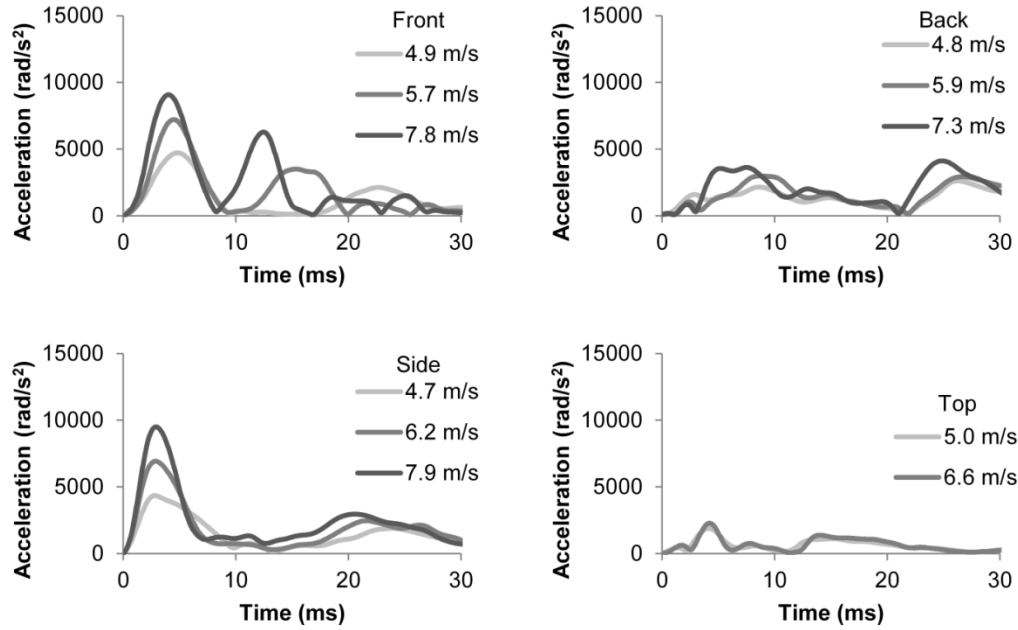 Front
4.9 m/s
5.7 m/s
7.8 m/s
Acceleration (rad/s²)
15000
10000
5000
0
0 10 20 30
Time (ms)
Back
4.8 m/s
5.9 m/s
7.3 m/s
Acceleration (rad/s²)
15000
10000
5000
0
0 10 20 30
Time (ms)
Side
4.7 m/s
6.2 m/s
7.9 m/s
Acceleration (rad/s²)
15000
10000
5000
0
0 10 20 30
Time (ms)
Top
5.0 m/s
6.6 m/s
Acceleration (rad/s²)
15000
10000
5000
0
0 10 20 30
Time (ms)